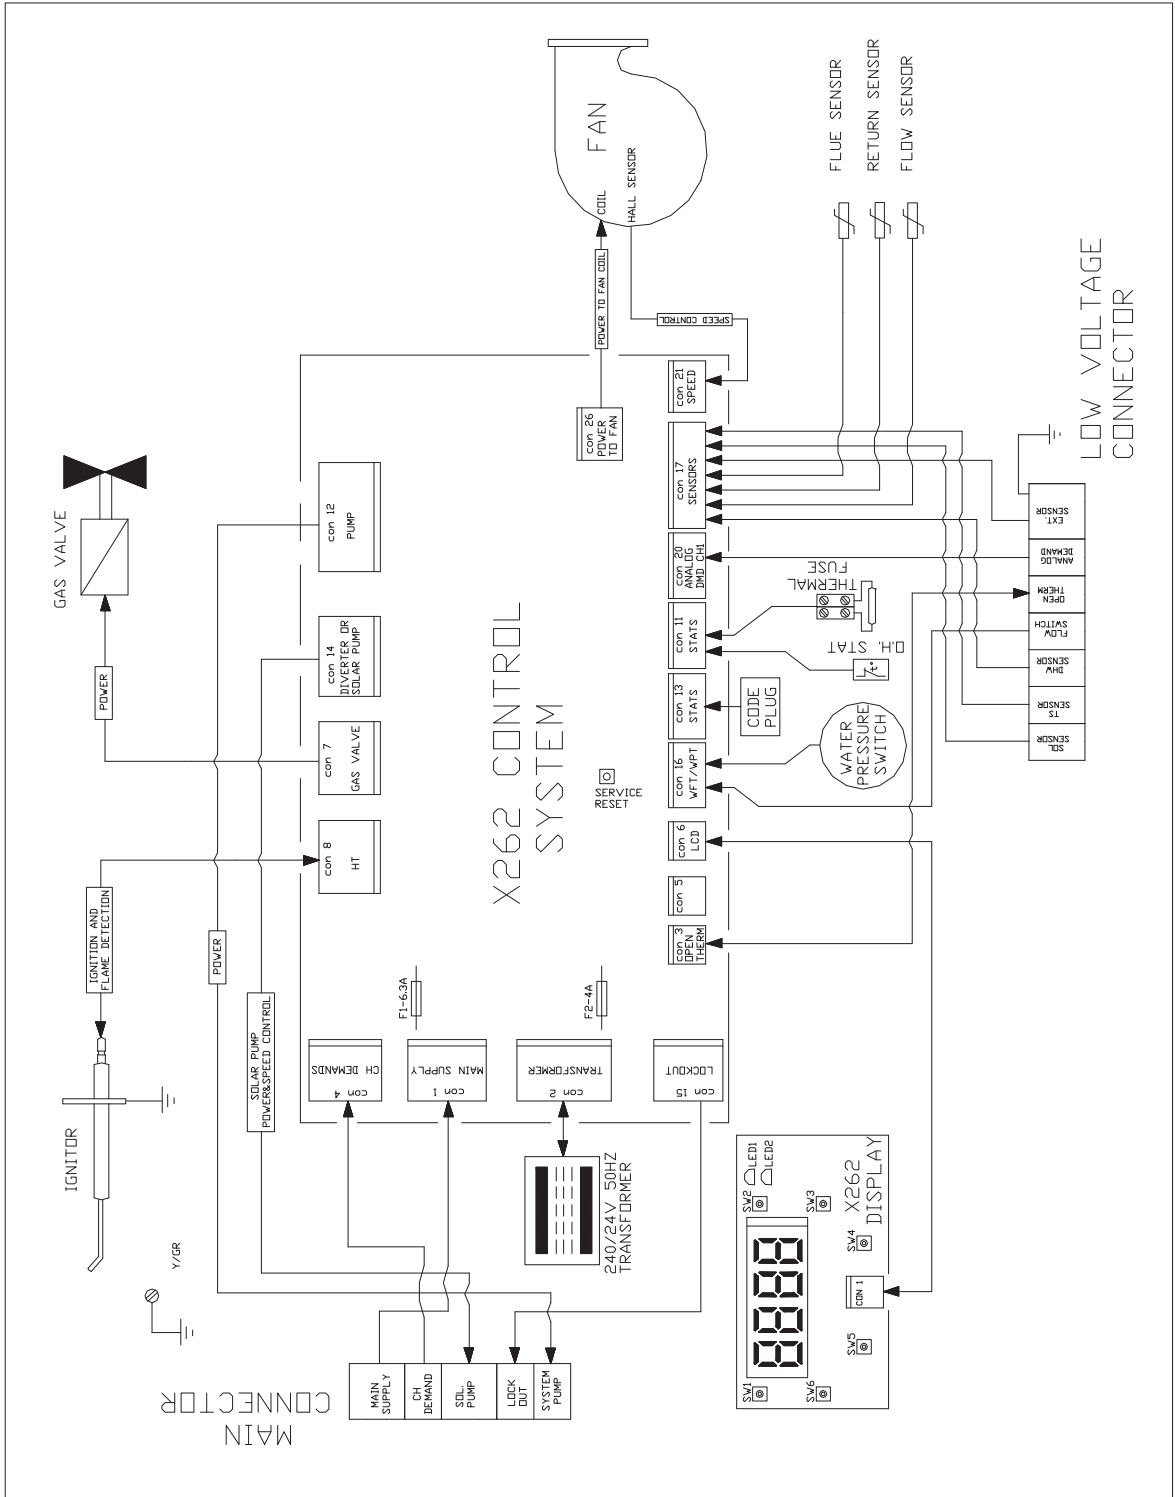 FAN
COIL
HALL SENSOR
FLUE SENSOR
RETURN SENSOR
FLOW SENSOR
POWER TO FAN COIL
SPEED CONTROL
LOW VOLTAGE
CONNECTOR
GAS VALVE
POWER
con 12
PUMP
con 14
DIVERTER OR
SOLAR PUMP
con 7
GAS VALVE
con 8
HT
con 26
POWER
TO FAN
con 21
SPEED
con 17
SENSORS
con 20
ANALOG
DMD CH1
con 11
STATS
con 13
STATS
con 16
WFT/WPT
con 6
LCD
con 5
con 3
OPEN
THERM
X262 CONTROL
SYSTEM
SERVICE
RESET
THERMAL
FUSE
O.H. STAT
t°
CODE
PLUG
WATER
PRESSURE
SWITCH
EXT.
SENSOR
ANALOG
DEMAND
OPEN
THERM
FLOW
SWITCH
DHW
SENSOR
TS
SENSOR
SOL
SENSOR
IGNITION AND
FLAME DETECTION
POWER
SOLAR PUMP
POWER&SPEED CONTROL
F1-6.3A
F2-4A
con 4
CH DEMANDS
con 1
MAIN SUPPLY
con 2
TRANSFORMER
con 15
LOCKOUT
IGNITOR
Y/GR
240/24V 50HZ
TRANSFORMER
MAIN
CONNECTOR
MAIN
SUPPLY
CH
DEMAND
SOL.
PUMP
LOCK
OUT
SYSTEM
PUMP
SW1
SW2
LED1
LED2
SW3
SW4
SW5
SW6
8888
CON 1
X262
DISPLAY